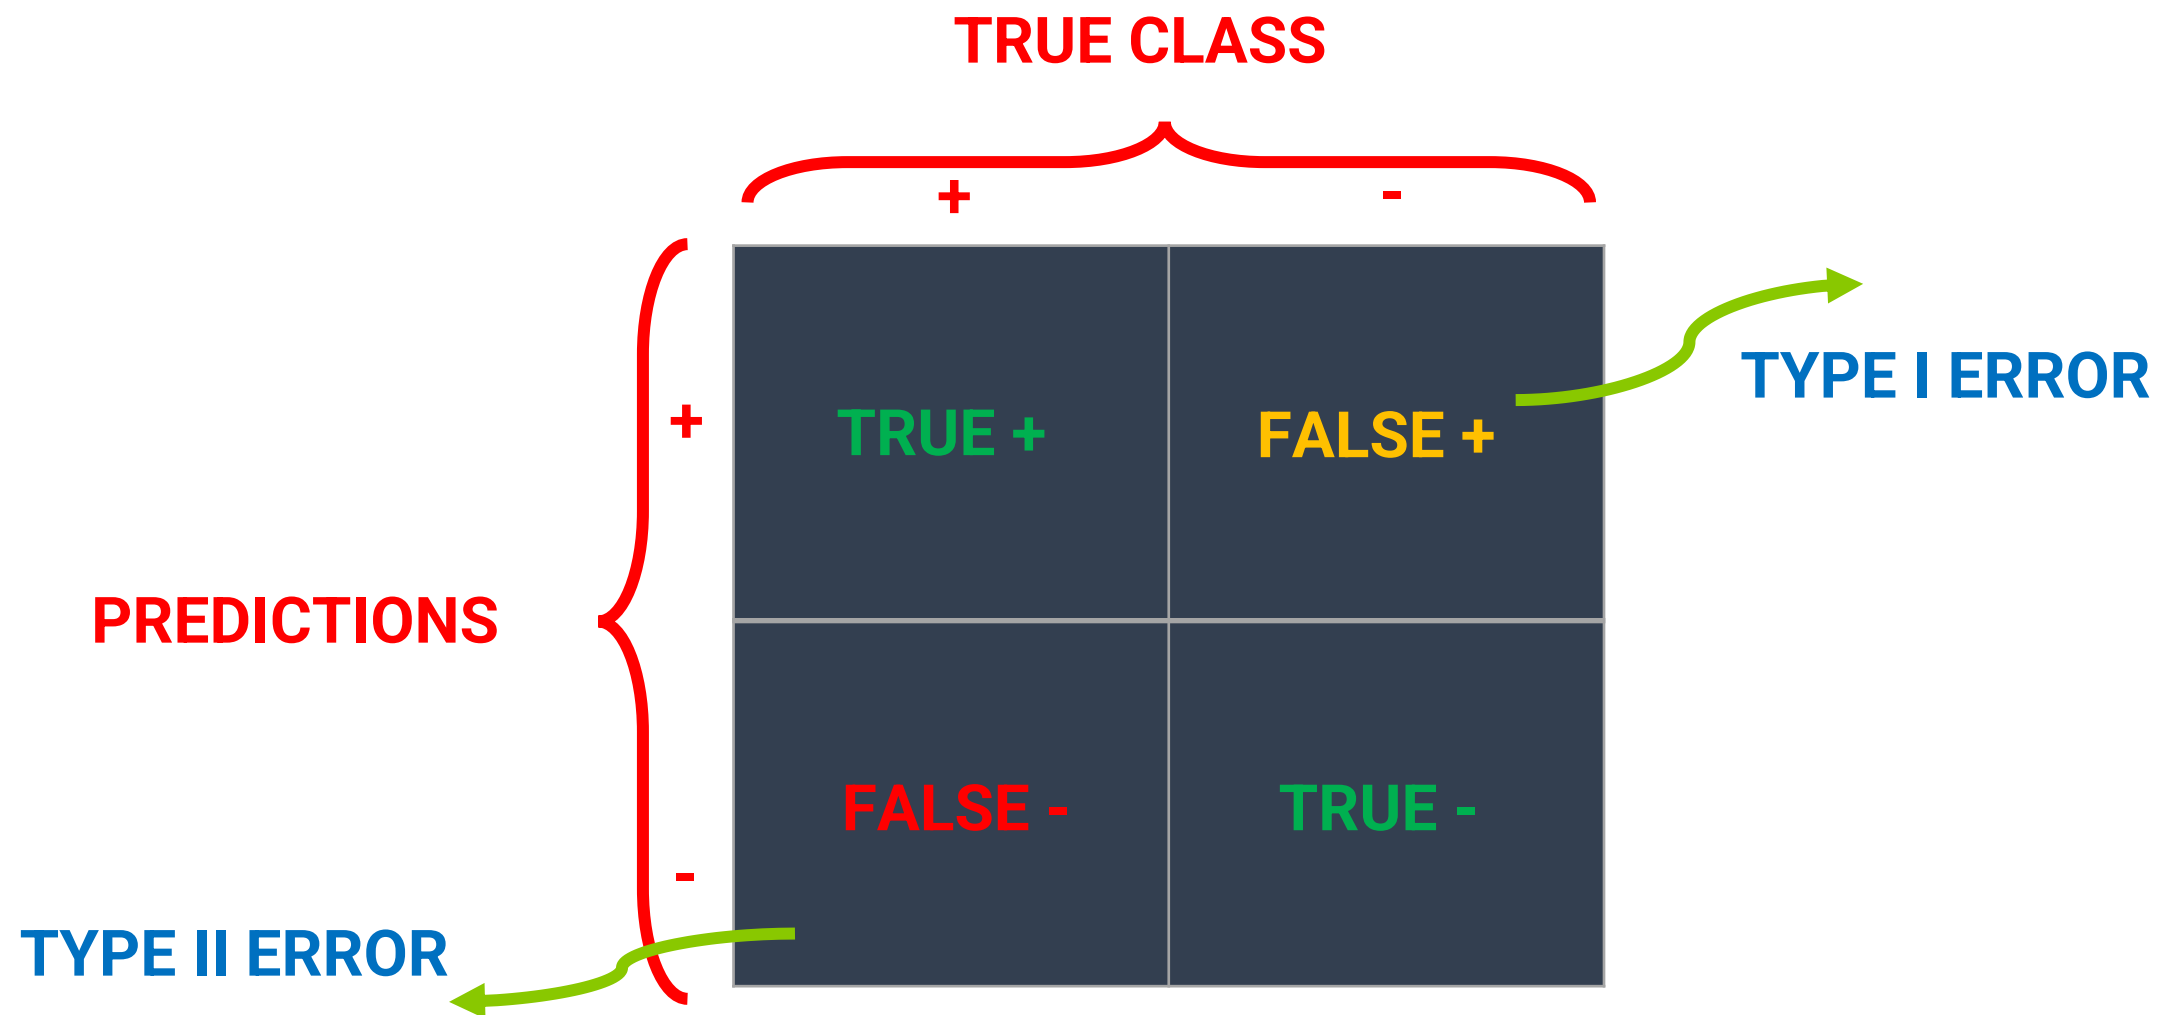 TRUE CLASS
+ -
+
TRUE +
FALSE +
TYPE I ERROR
PREDICTIONS
FALSE -
TRUE -
-
TYPE II ERROR